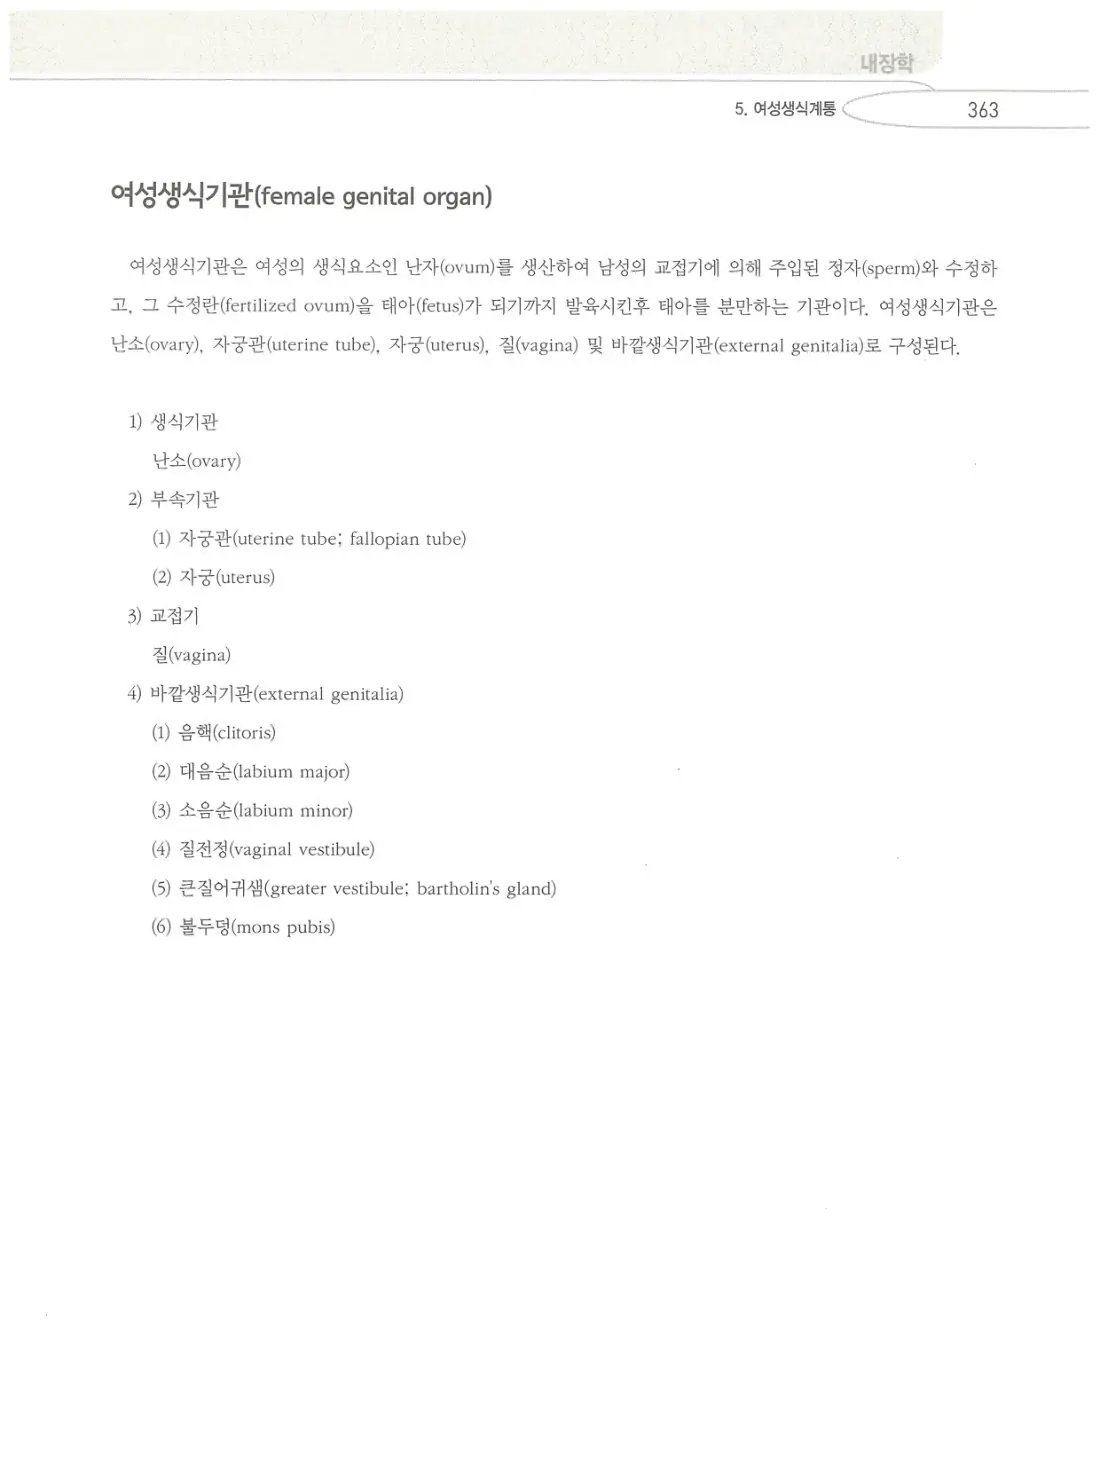 내장학
5. 여성생식계통
363
여성생식기관(female genital organ)
여성생식기관은 여성의 생식요소인 난자(ovum)를 생산하여 남성의 교접기에 의해 주입된 정자(sperm)와 수정하
고, 그 수정란(fertilized ovum)을 태아(fetus)가 되기까지 발육시킨후 태아를 분만하는 기관이다. 여성생식기관은
난소(ovary), 자궁관(uterine tube), 자궁(uterus), 질(vagina) 및 바깥생식기관(external genitalia)로 구성된다.
1) 생식기관
난소(ovary)
2) 부속기관
(1) 자궁관(uterine tube; fallopian tube)
(2) 자궁(uterus)
3) 교접기
질(vagina)
4) 바깥생식기관(external genitalia)
(1) 음핵(clitoris)
(2) 대음순(labium major)
(3) 소음순(labium minor)
(4) 질전정(vaginal vestibule)
(5) 큰질어귀샘(greater vestibule; bartholin's gland)
(6) 불두덩(mons pubis)